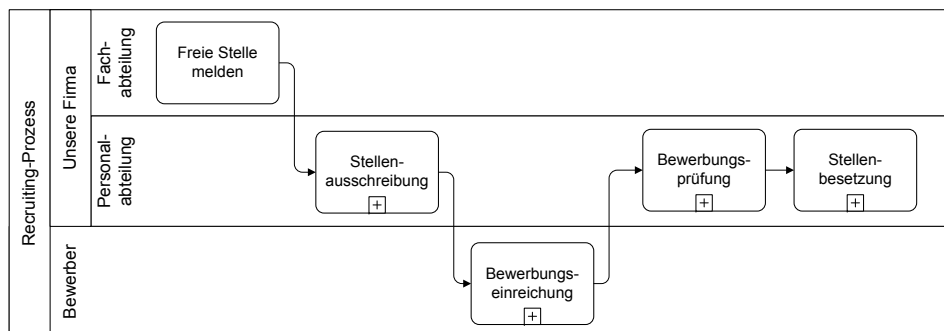 Recruiting-Prozess
Unsere Firma
Fach-
abteilung
Freie Stelle
melden
Personal-
abteilung
Stellen-
ausschreibung
Bewerbungs-
prüfung
Stellen-
besetzung
Bewerber
Bewerbungs-
einreichung